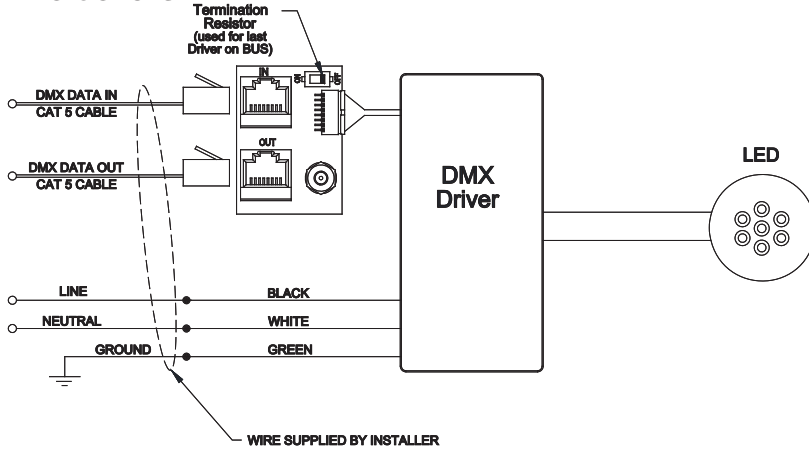 Termination
Resistor
(used for last
Driver on BUS)
IN
DMX DATA IN
CAT 5 CABLE
OUT
DMX DATA OUT
CAT 5 CABLE
DMX
Driver
LED
LINE
BLACK
NEUTRAL
WHITE
GROUND
GREEN
WIRE SUPPLIED BY INSTALLER